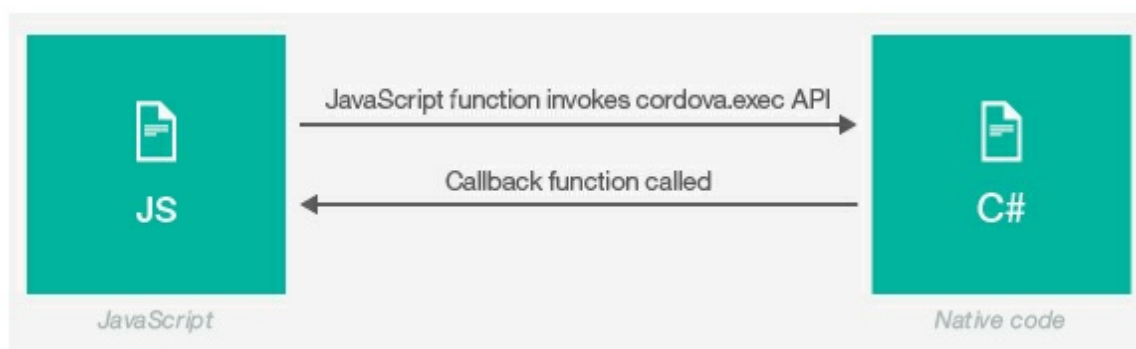 JavaScript function invokes cordova.exec API
Callback function called
JS
C#
JavaScript
Native code